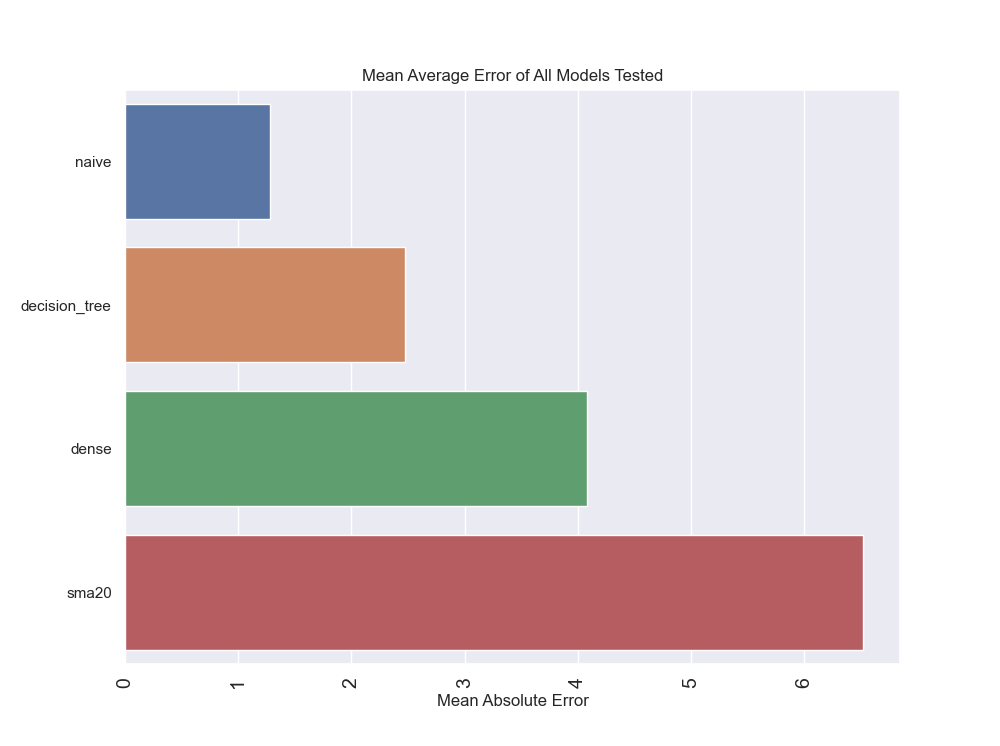 Mean Average Error of All Models Tested
naive
decision_tree
dense
sma20
0 1 2 3 4 5 6
Mean Absolute Error